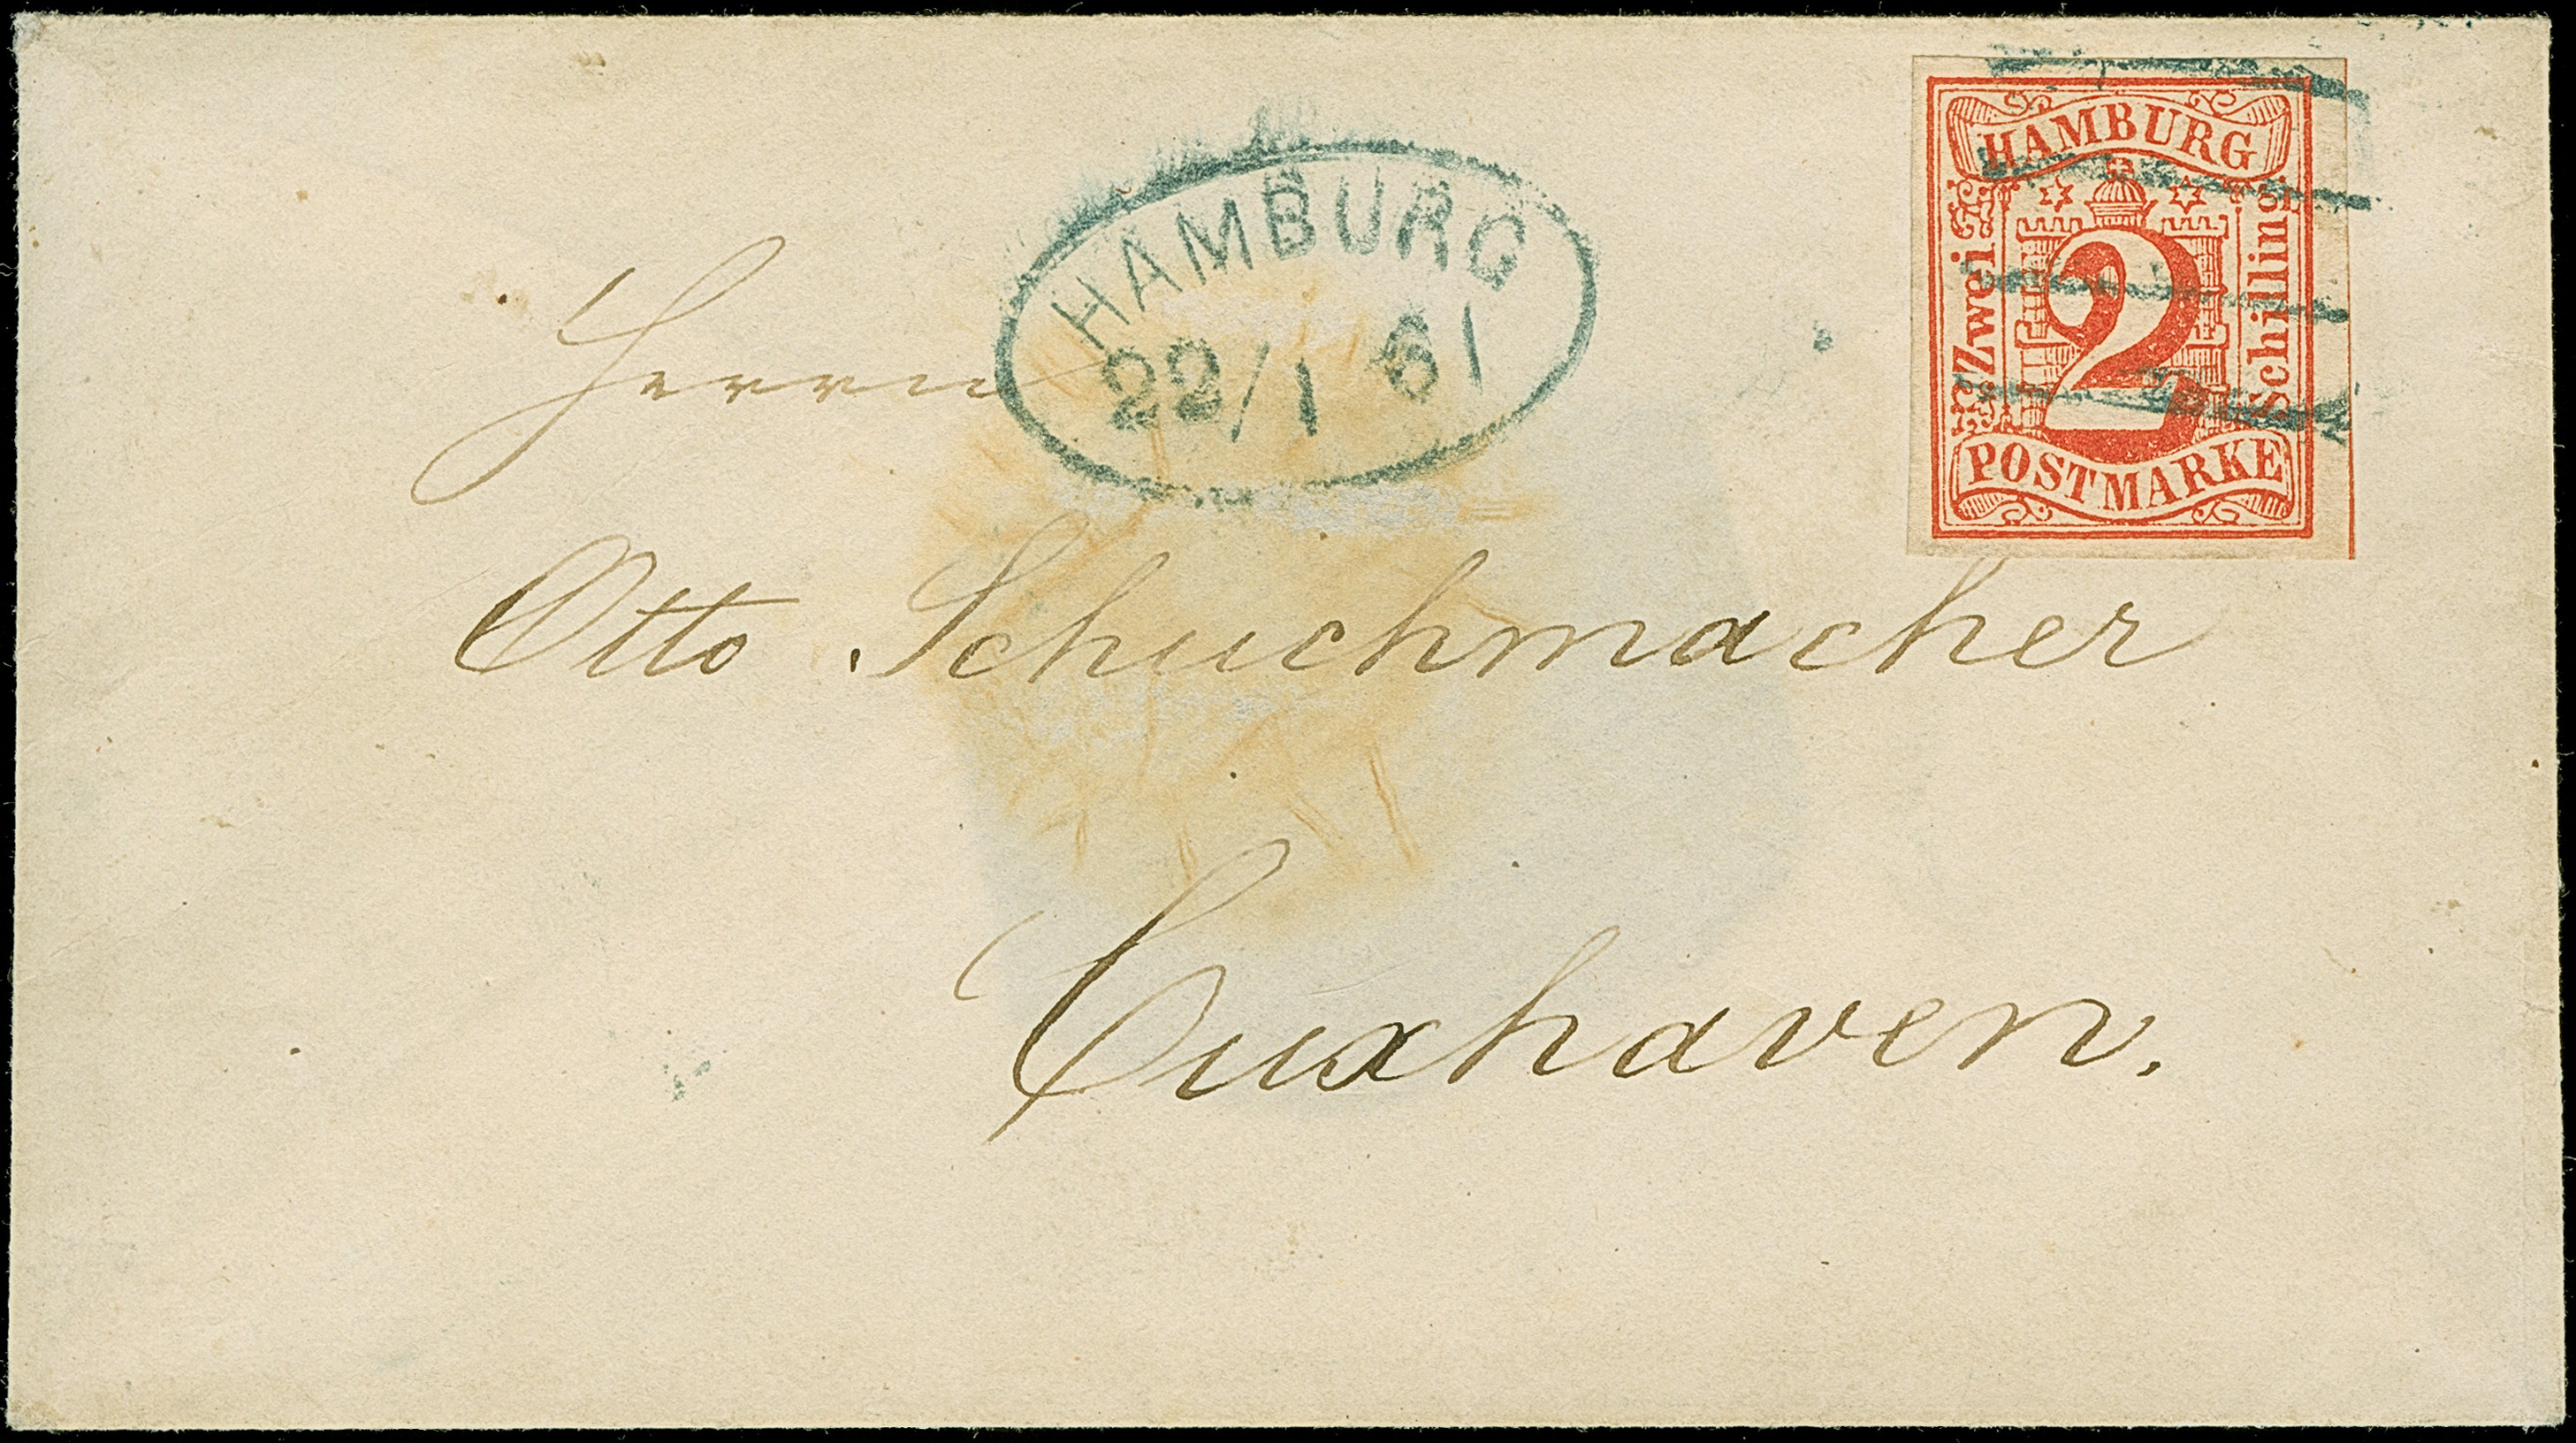 HAMBURG
22/1 61
HAMBURG
Zwei
2
Schilling
POSTMARKE
Herrn
Otto Schuchmacher
Cuxhaven.